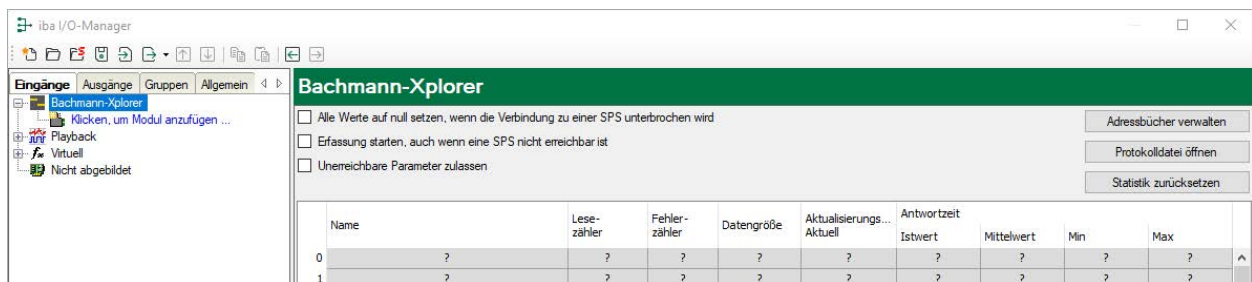 iba I/O-Manager
Eingänge Ausgänge Gruppen Allgemein
Bachmann-Xplorer
Klicken, um Modul anzufügen ...
Playback
Virtuell
Nicht abgebildet
Bachmann-Xplorer
Alle Werte auf null setzen, wenn die Verbindung zu einer SPS unterbrochen wird
Erfassung starten, auch wenn eine SPS nicht erreichbar ist
Unerreichbare Parameter zulassen
Adressbücher verwalten
Protokolldatei öffnen
Statistik zurücksetzen
Name Lese- Fehler- Datengröße Aktualisierungs... Antwortzeit
zähler zähler Aktuell Istwert Mittelwert Min Max
0 ? ? ? ? ? ? ? ? ?
1 ? ? ? ? ? ? ? ? ?